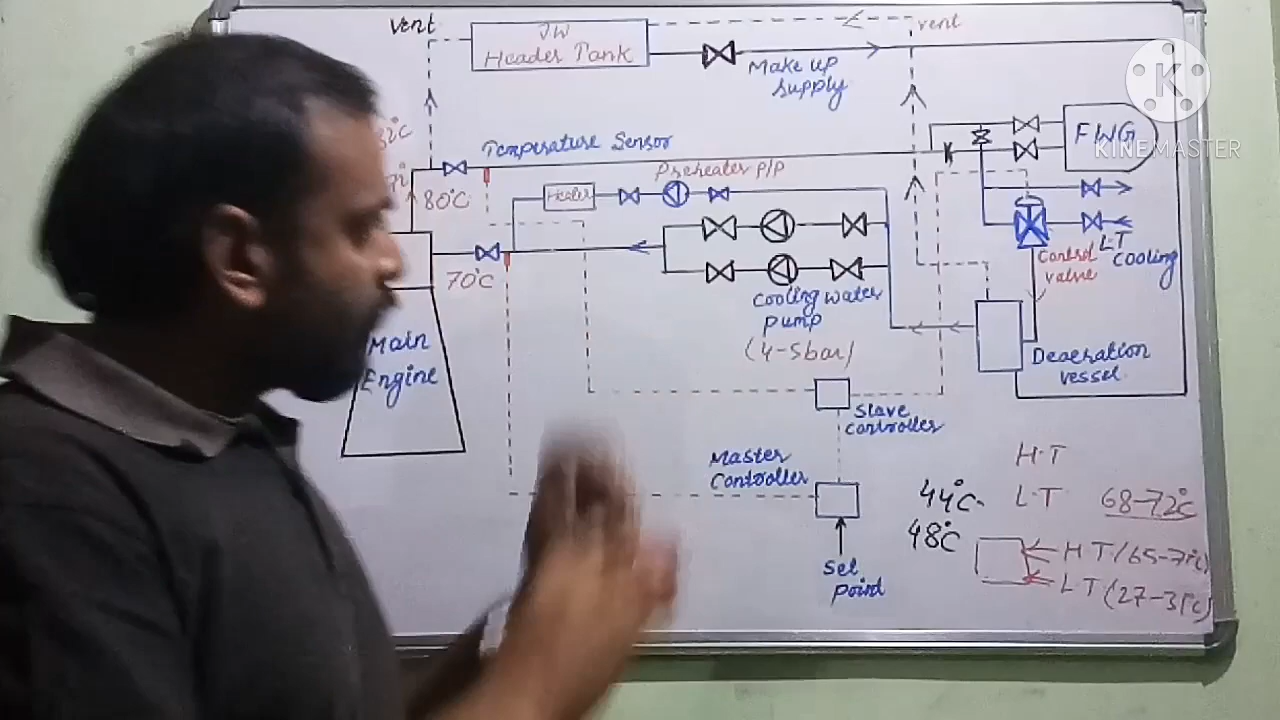 vent
JW
Header Tank
vent
Make up
supply
K
KINEMASTER
FWG
Temperature Sensor
Preheater P/P
80°C
Heater
LT
Cooling
Control
valve
70°C
Cooling water
pump
(4-5bar)
Deaeration
vessel
Main
Engine
Slave
Controller
Master
Controller
H.T
44°C-
L.T
68-72°C
48°C
HT/65-71°C)
LT (27-31°C)
Set
point